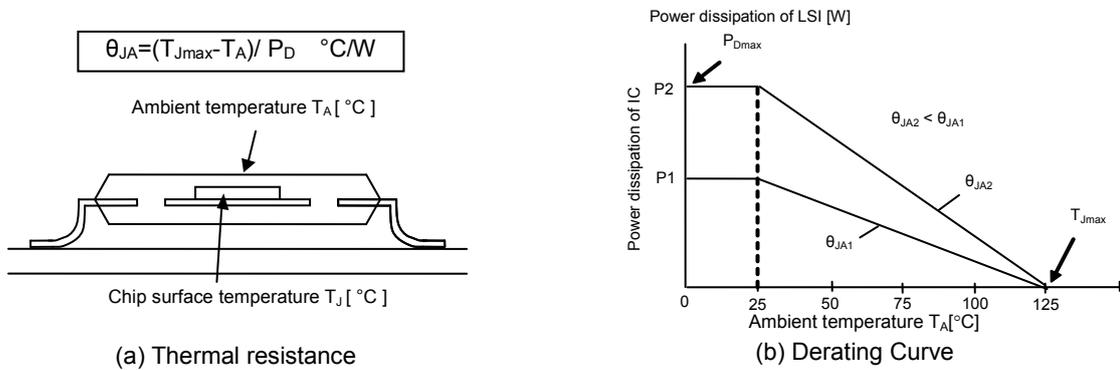 θJA=(TJmax-TA)/ PD °C/W
Ambient temperature TA [ °C ]
Chip surface temperature TJ [ °C ]
(a) Thermal resistance
Power dissipation of LSI [W]
PDmax
P2
θJA2 < θJA1
Power dissipation of IC
P1
θJA2
TJmax
θJA1
0 25 50 75 100 125
Ambient temperature TA[°C]
(b) Derating Curve